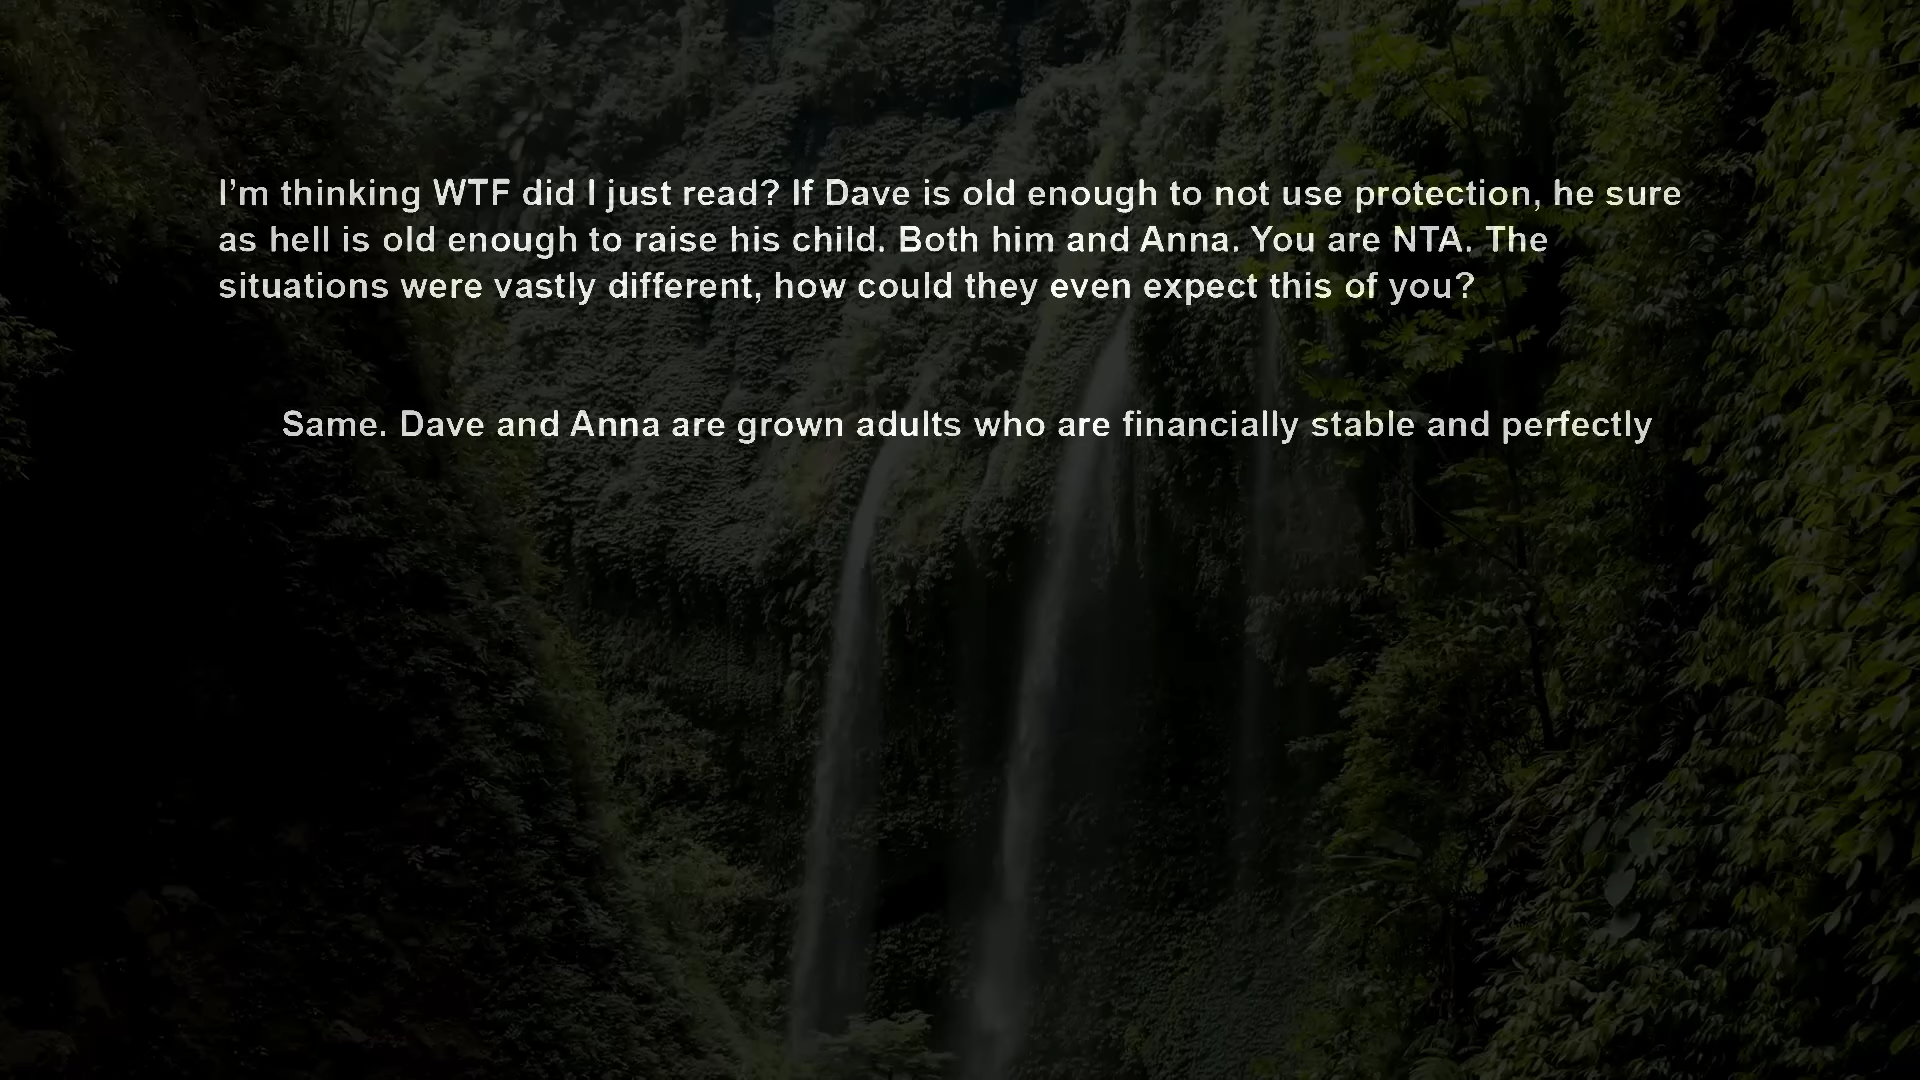 I’m thinking WTF did I just read? If Dave is old enough to not use protection, he sure
as hell is old enough to raise his child. Both him and Anna. You are NTA. The
situations were vastly different, how could they even expect this of you?
Same. Dave and Anna are grown adults who are financially stable and perfectly